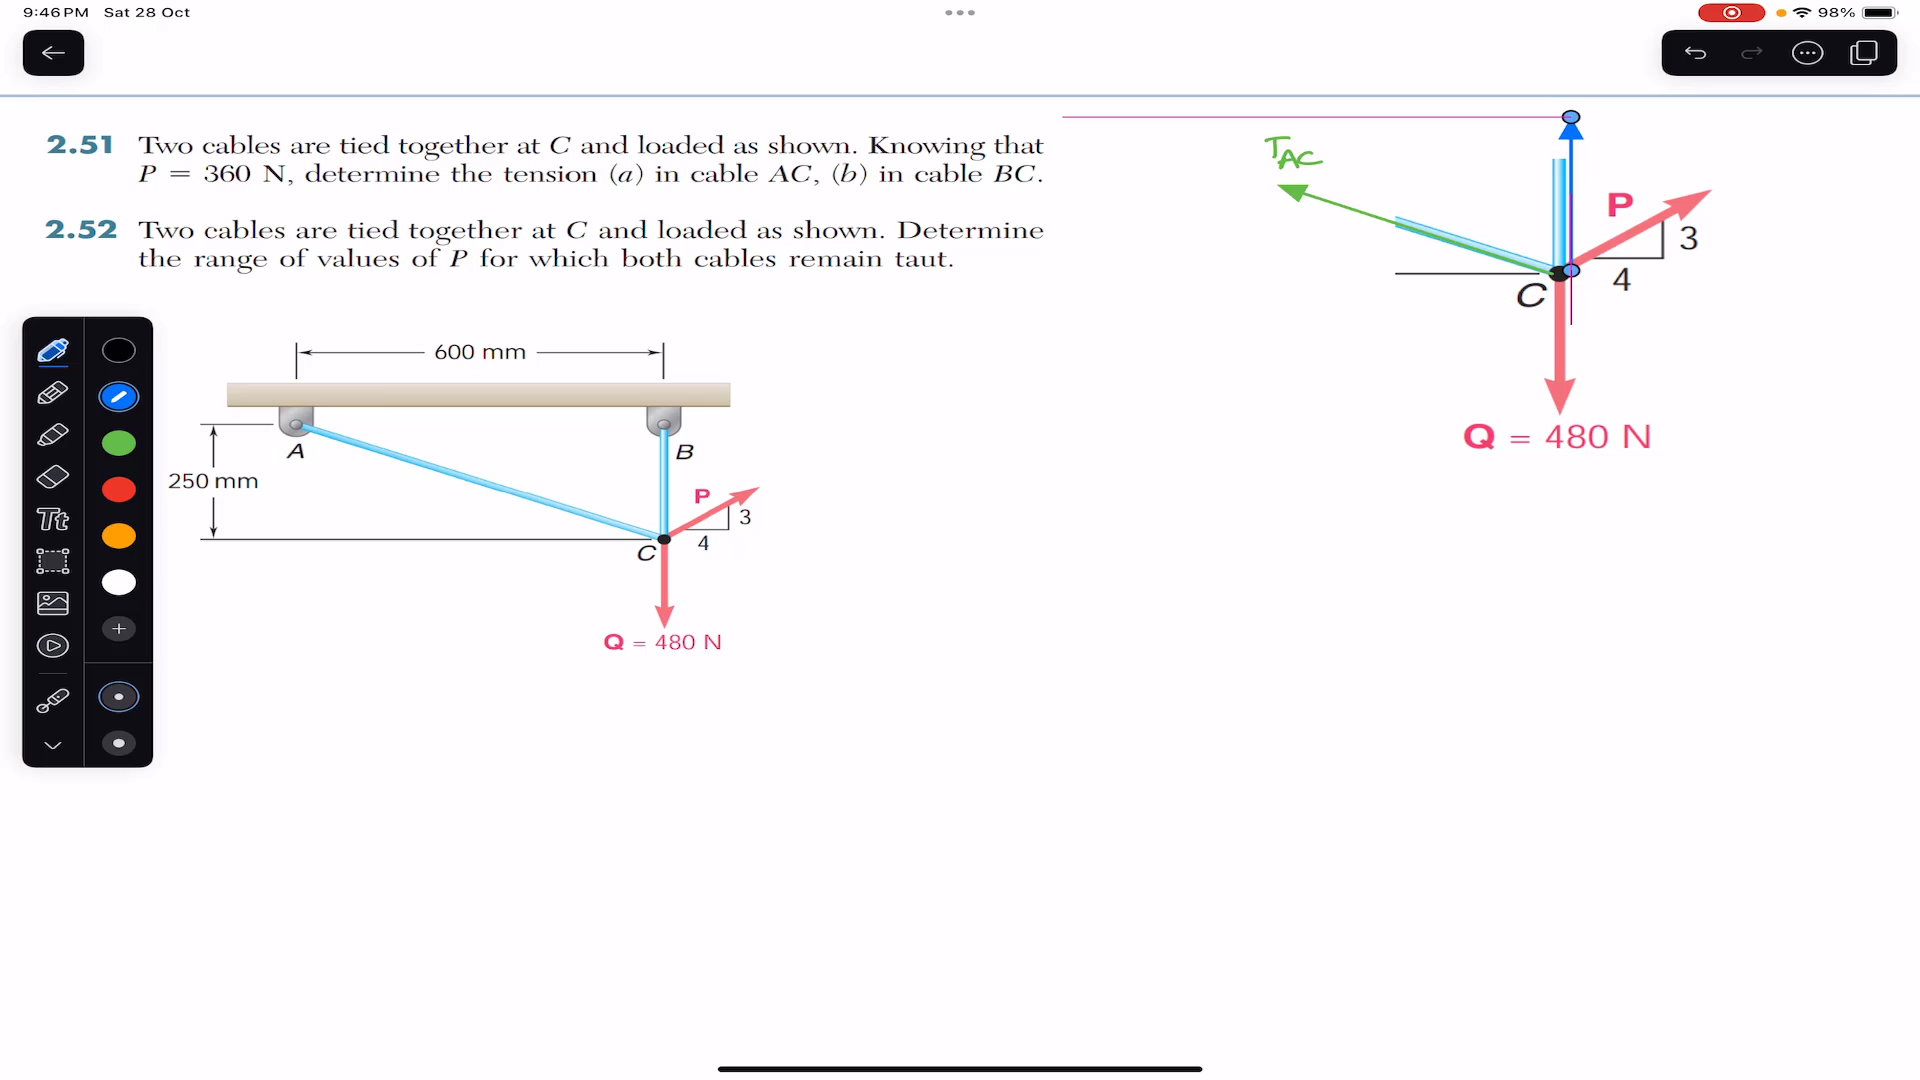 9:46 PM Sat 28 Oct
98%
2.51 Two cables are tied together at C and loaded as shown. Knowing that
P = 360 N, determine the tension (a) in cable AC, (b) in cable BC.
2.52 Two cables are tied together at C and loaded as shown. Determine
the range of values of P for which both cables remain taut.
TAC
P
3
4
C
Q = 480 N
600 mm
A
B
250 mm
P
3
4
C
Q = 480 N
Tt